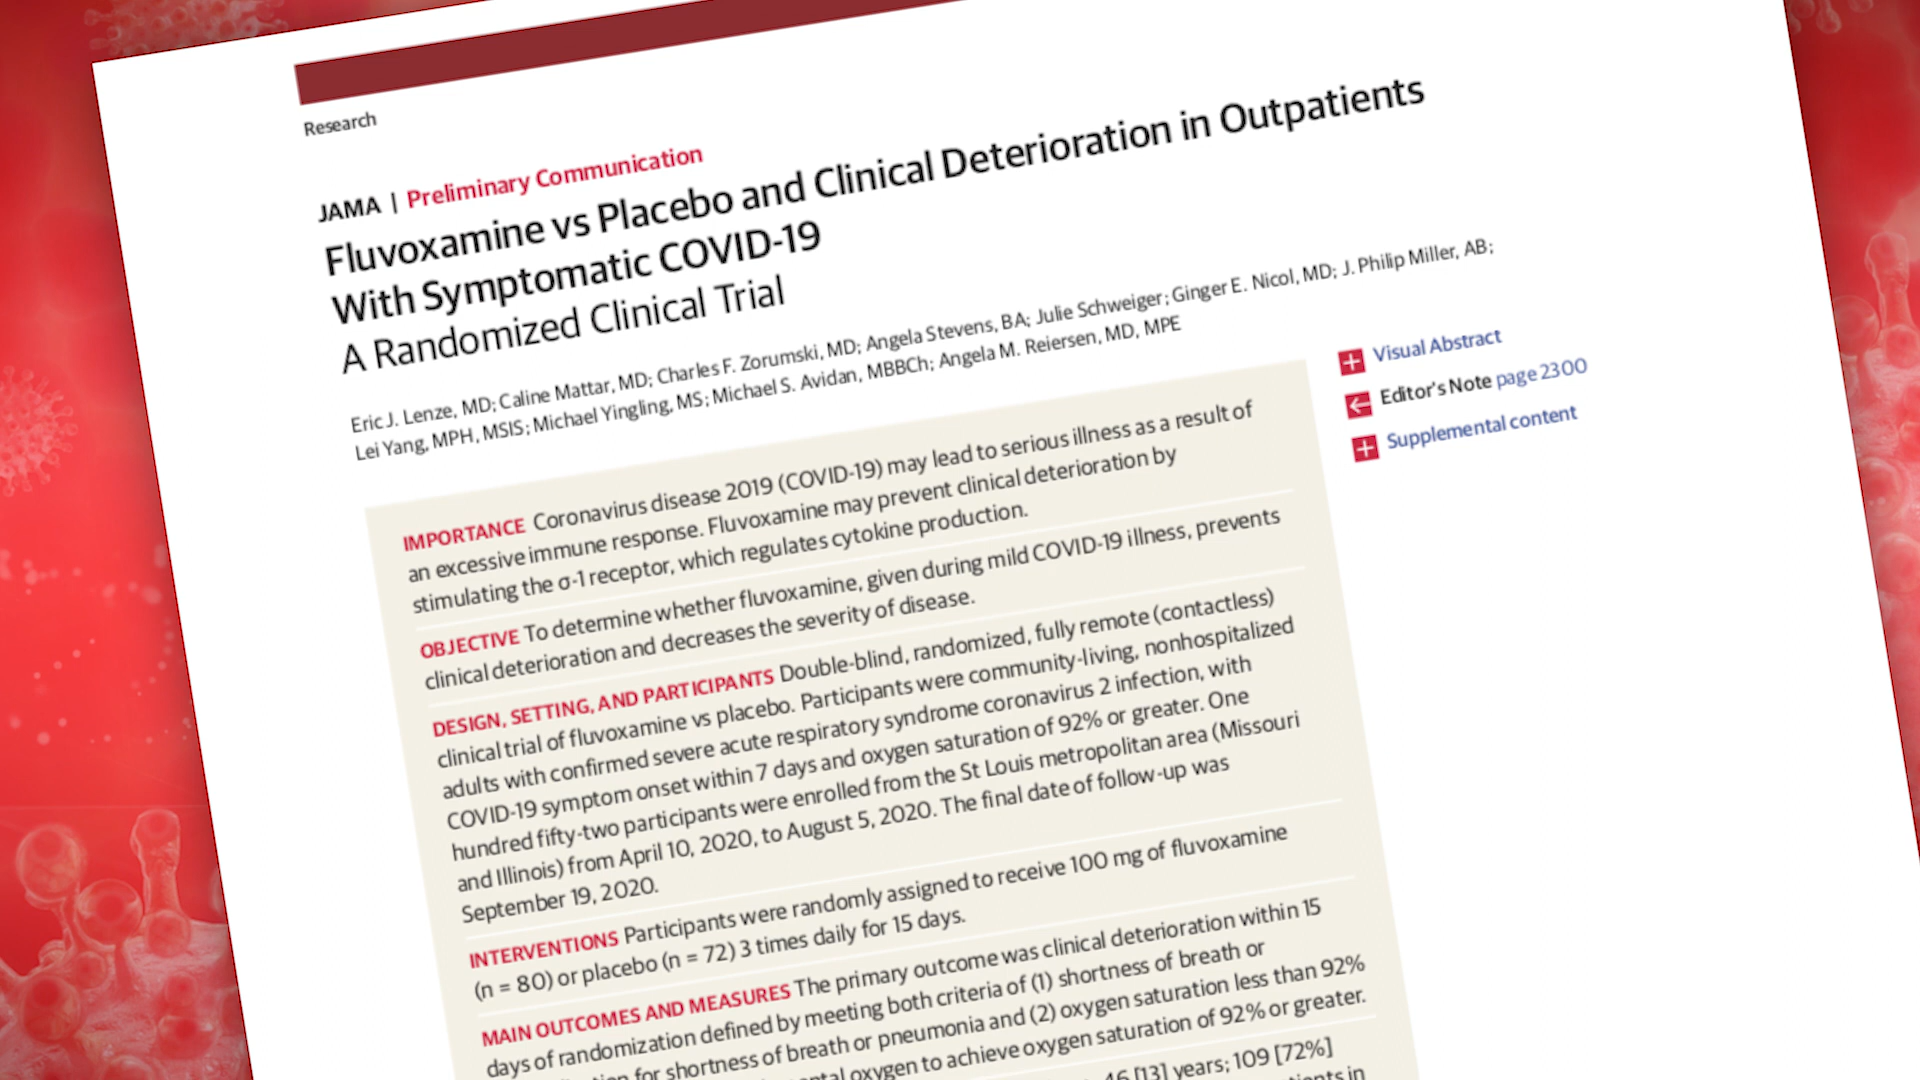 Research
JAMA | Preliminary Communication
Fluvoxamine vs Placebo and Clinical Deterioration in Outpatients
With Symptomatic COVID-19
A Randomized Clinical Trial
Eric J. Lenze, MD; Caline Mattar, MD; Charles F. Zorumski, MD; Angela Stevens, BA; Julie Schweiger; Ginger E. Nicol, MD; J. Philip Miller, AB;
Lei Yang, MPH, MSIS; Michael Yingling, MS; Michael S. Avidan, MBBCh; Angela M. Reiersen, MD, MPE
Visual Abstract
Editor's Note page 2300
Supplemental content
IMPORTANCE Coronavirus disease 2019 (COVID-19) may lead to serious illness as a result of
an excessive immune response. Fluvoxamine may prevent clinical deterioration by
stimulating the σ-1 receptor, which regulates cytokine production.
OBJECTIVE To determine whether fluvoxamine, given during mild COVID-19 illness, prevents
clinical deterioration and decreases the severity of disease.
DESIGN, SETTING, AND PARTICIPANTS Double-blind, randomized, fully remote (contactless)
clinical trial of fluvoxamine vs placebo. Participants were community-living, nonhospitalized
adults with confirmed severe acute respiratory syndrome coronavirus 2 infection, with
COVID-19 symptom onset within 7 days and oxygen saturation of 92% or greater. One
hundred fifty-two participants were enrolled from the St Louis metropolitan area (Missouri
and Illinois) from April 10, 2020, to August 5, 2020. The final date of follow-up was
September 19, 2020.
INTERVENTIONS Participants were randomly assigned to receive 100 mg of fluvoxamine
(n = 80) or placebo (n = 72) 3 times daily for 15 days.
MAIN OUTCOMES AND MEASURES The primary outcome was clinical deterioration within 15
days of randomization defined by meeting both criteria of (1) shortness of breath or
for shortness of breath or pneumonia and (2) oxygen saturation less than 92%
oxygen to achieve oxygen saturation of 92% or greater.
46 [13] years; 109 [72%]
in